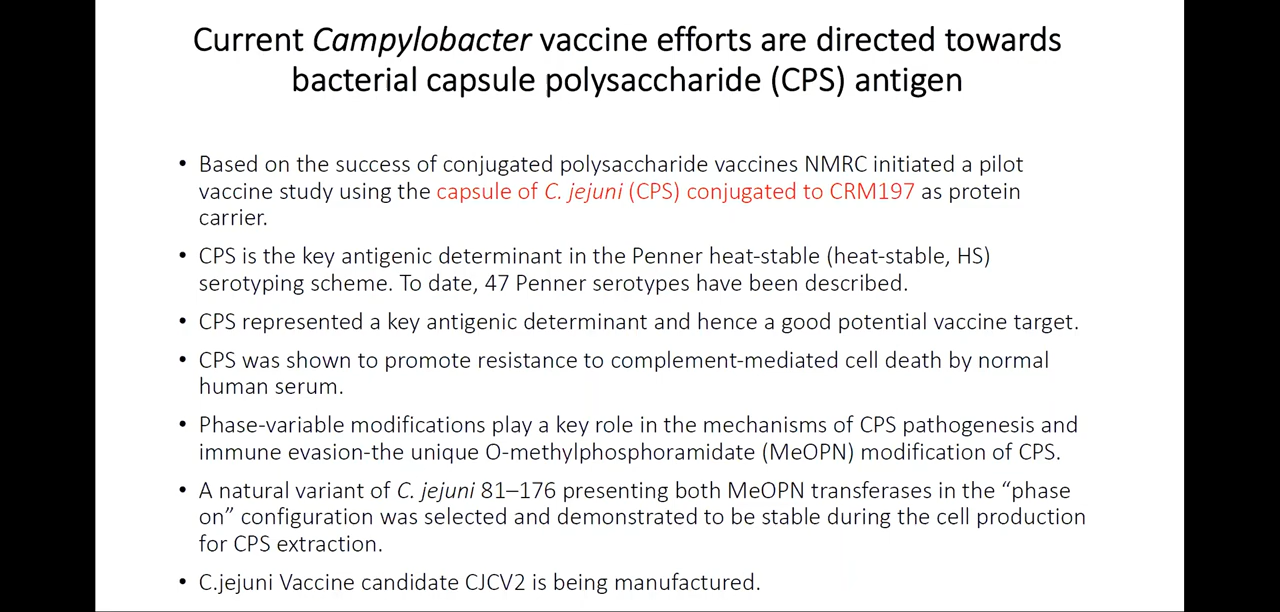 Current Campylobacter vaccine efforts are directed towards
bacterial capsule polysaccharide (CPS) antigen
• Based on the success of conjugated polysaccharide vaccines NMRC initiated a pilot
vaccine study using the capsule of C. jejuni (CPS) conjugated to CRM197 as protein
carrier.
• CPS is the key antigenic determinant in the Penner heat-stable (heat-stable, HS)
serotyping scheme. To date, 47 Penner serotypes have been described.
• CPS represented a key antigenic determinant and hence a good potential vaccine target.
• CPS was shown to promote resistance to complement-mediated cell death by normal
human serum.
• Phase-variable modifications play a key role in the mechanisms of CPS pathogenesis and
immune evasion-the unique O-methylphosphoramidate (MeOPN) modification of CPS.
• A natural variant of C. jejuni 81–176 presenting both MeOPN transferases in the “phase
on” configuration was selected and demonstrated to be stable during the cell production
for CPS extraction.
• C.jejuni Vaccine candidate CJCV2 is being manufactured.